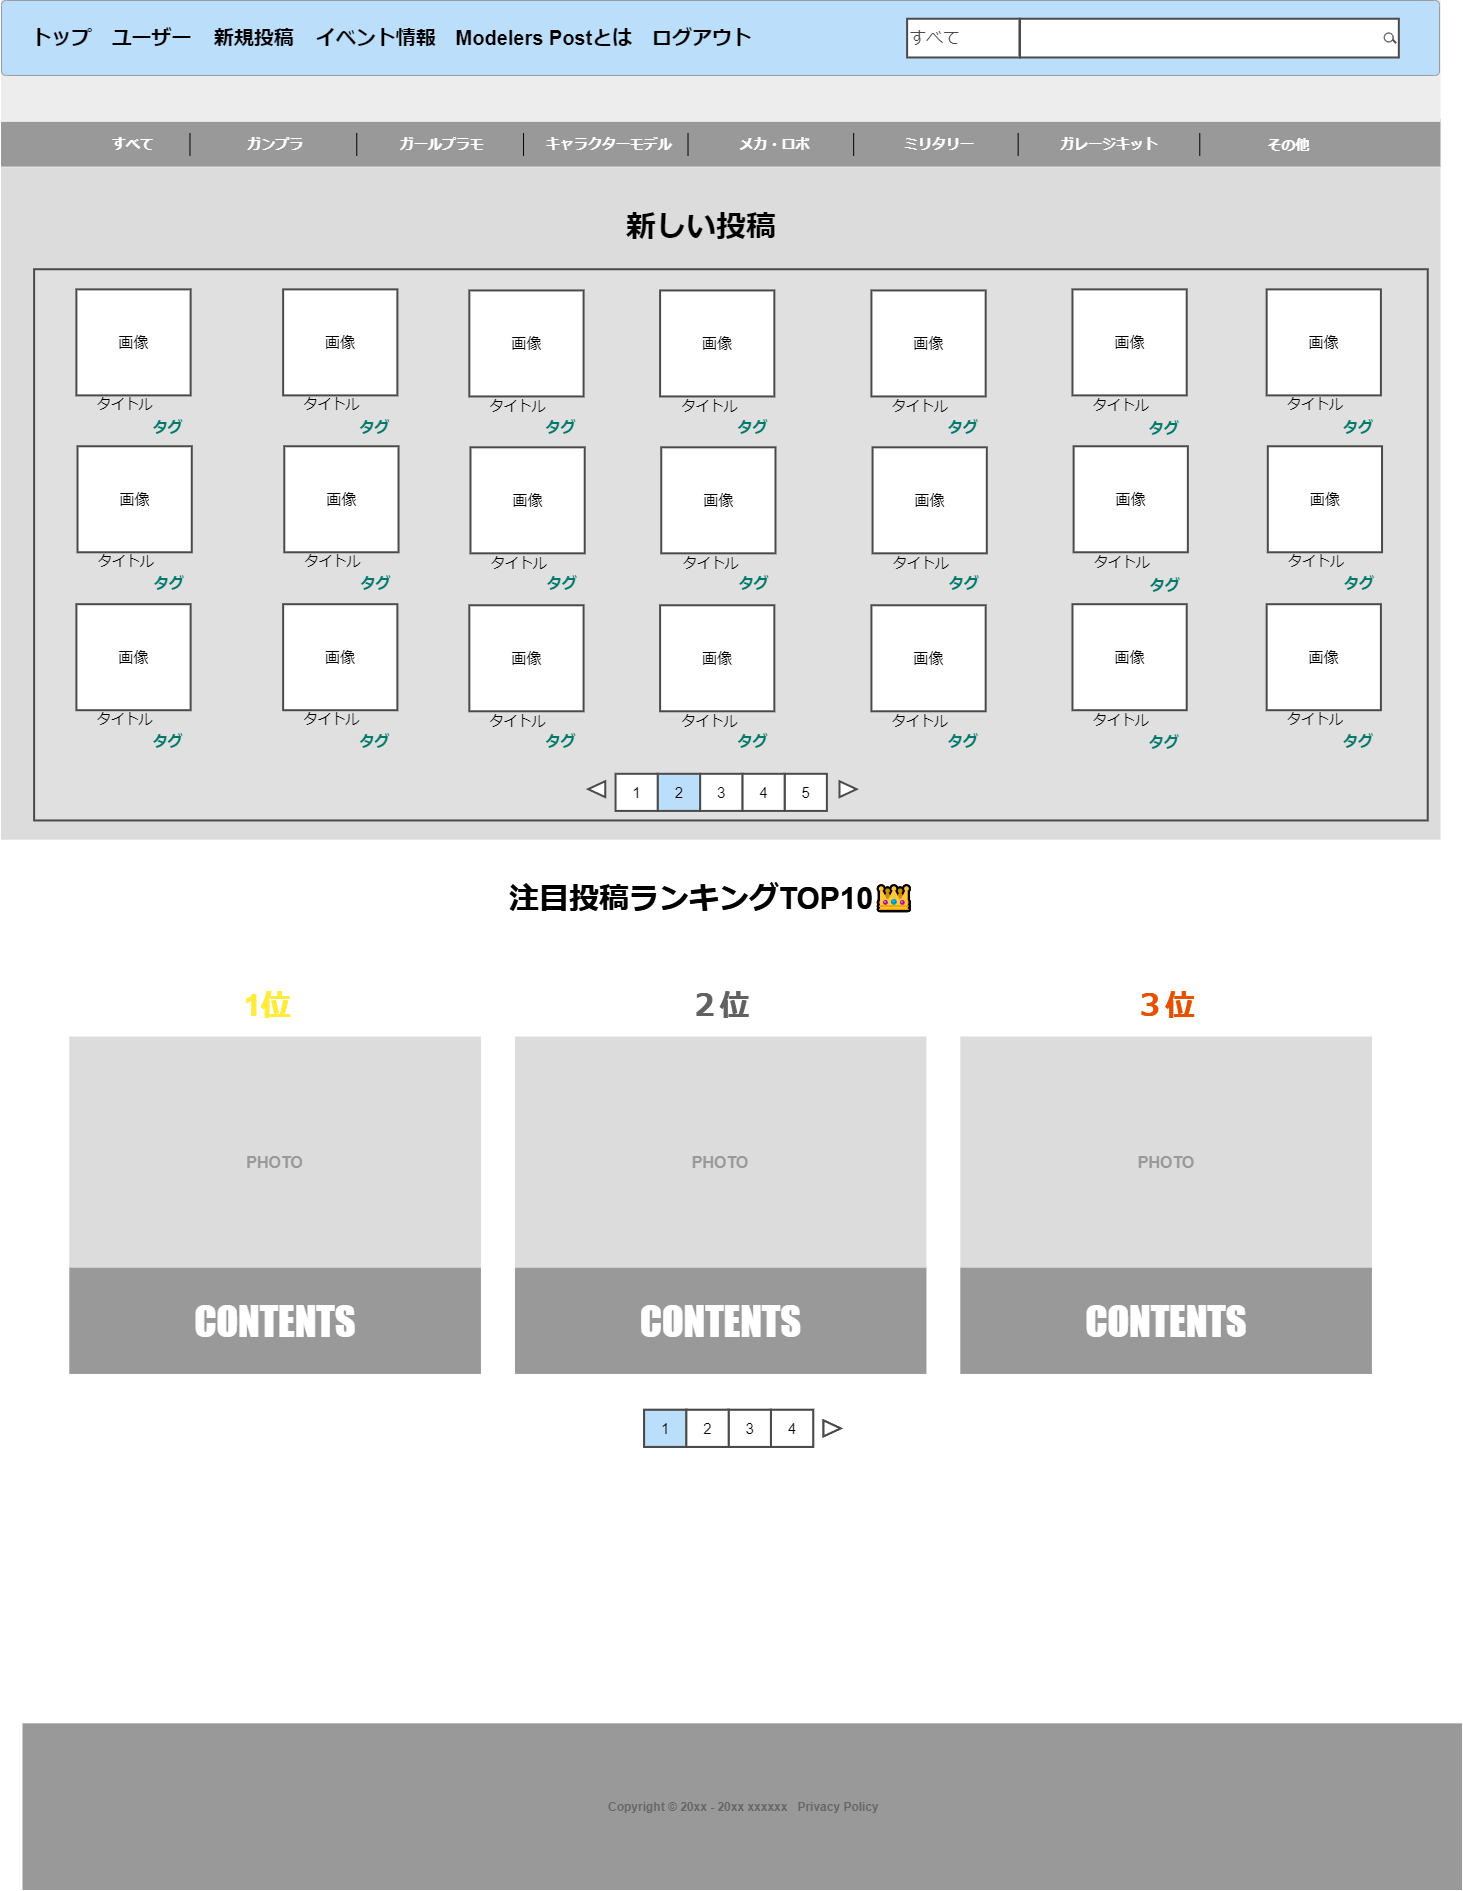 トップ ユーザー 新規投稿 イベント情報 Modelers Postとは ログアウト すべて
すべて ガンプラ ガールプラモ キャラクターモデル メカ・ロボ ミリタリー ガレージキット その他
新しい投稿
画像 画像 画像 画像 画像 画像 画像
タイトル タイトル タイトル タイトル タイトル タイトル タイトル
タグ タグ タグ タグ タグ タグ タグ
画像 画像 画像 画像 画像 画像 画像
タイトル タイトル タイトル タイトル タイトル タイトル タイトル
タグ タグ タグ タグ タグ タグ タグ
画像 画像 画像 画像 画像 画像 画像
タイトル タイトル タイトル タイトル タイトル タイトル タイトル
タグ タグ タグ タグ タグ タグ タグ
1 2 3 4 5
注目投稿ランキングTOP10👑
1位 ２位 ３位
PHOTO PHOTO PHOTO
CONTENTS CONTENTS CONTENTS
1 2 3 4
Copyright © 20xx - 20xx xxxxxx Privacy Policy